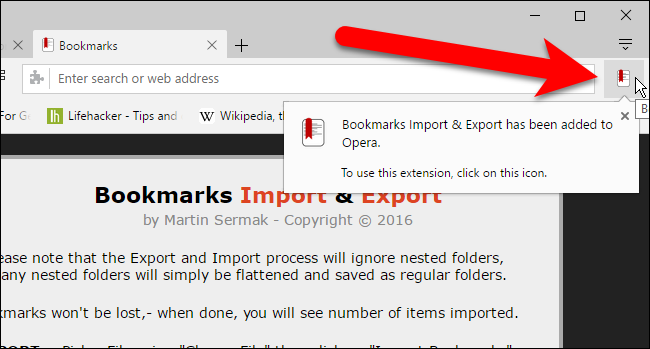 Bookmarks
Enter search or web address
For G
Lifehacker - Tips and
Wikipedia, th
B
Bookmarks Import & Export has been added to
Opera.
To use this extension, click on this icon.
Bookmarks Import & Export
by Martin Sermak - Copyright © 2016
ease note that the Export and Import process will ignore nested folders,
any nested folders will simply be flattened and saved as regular folders.
kmarks won't be lost,- when done, you will see number of items imported.